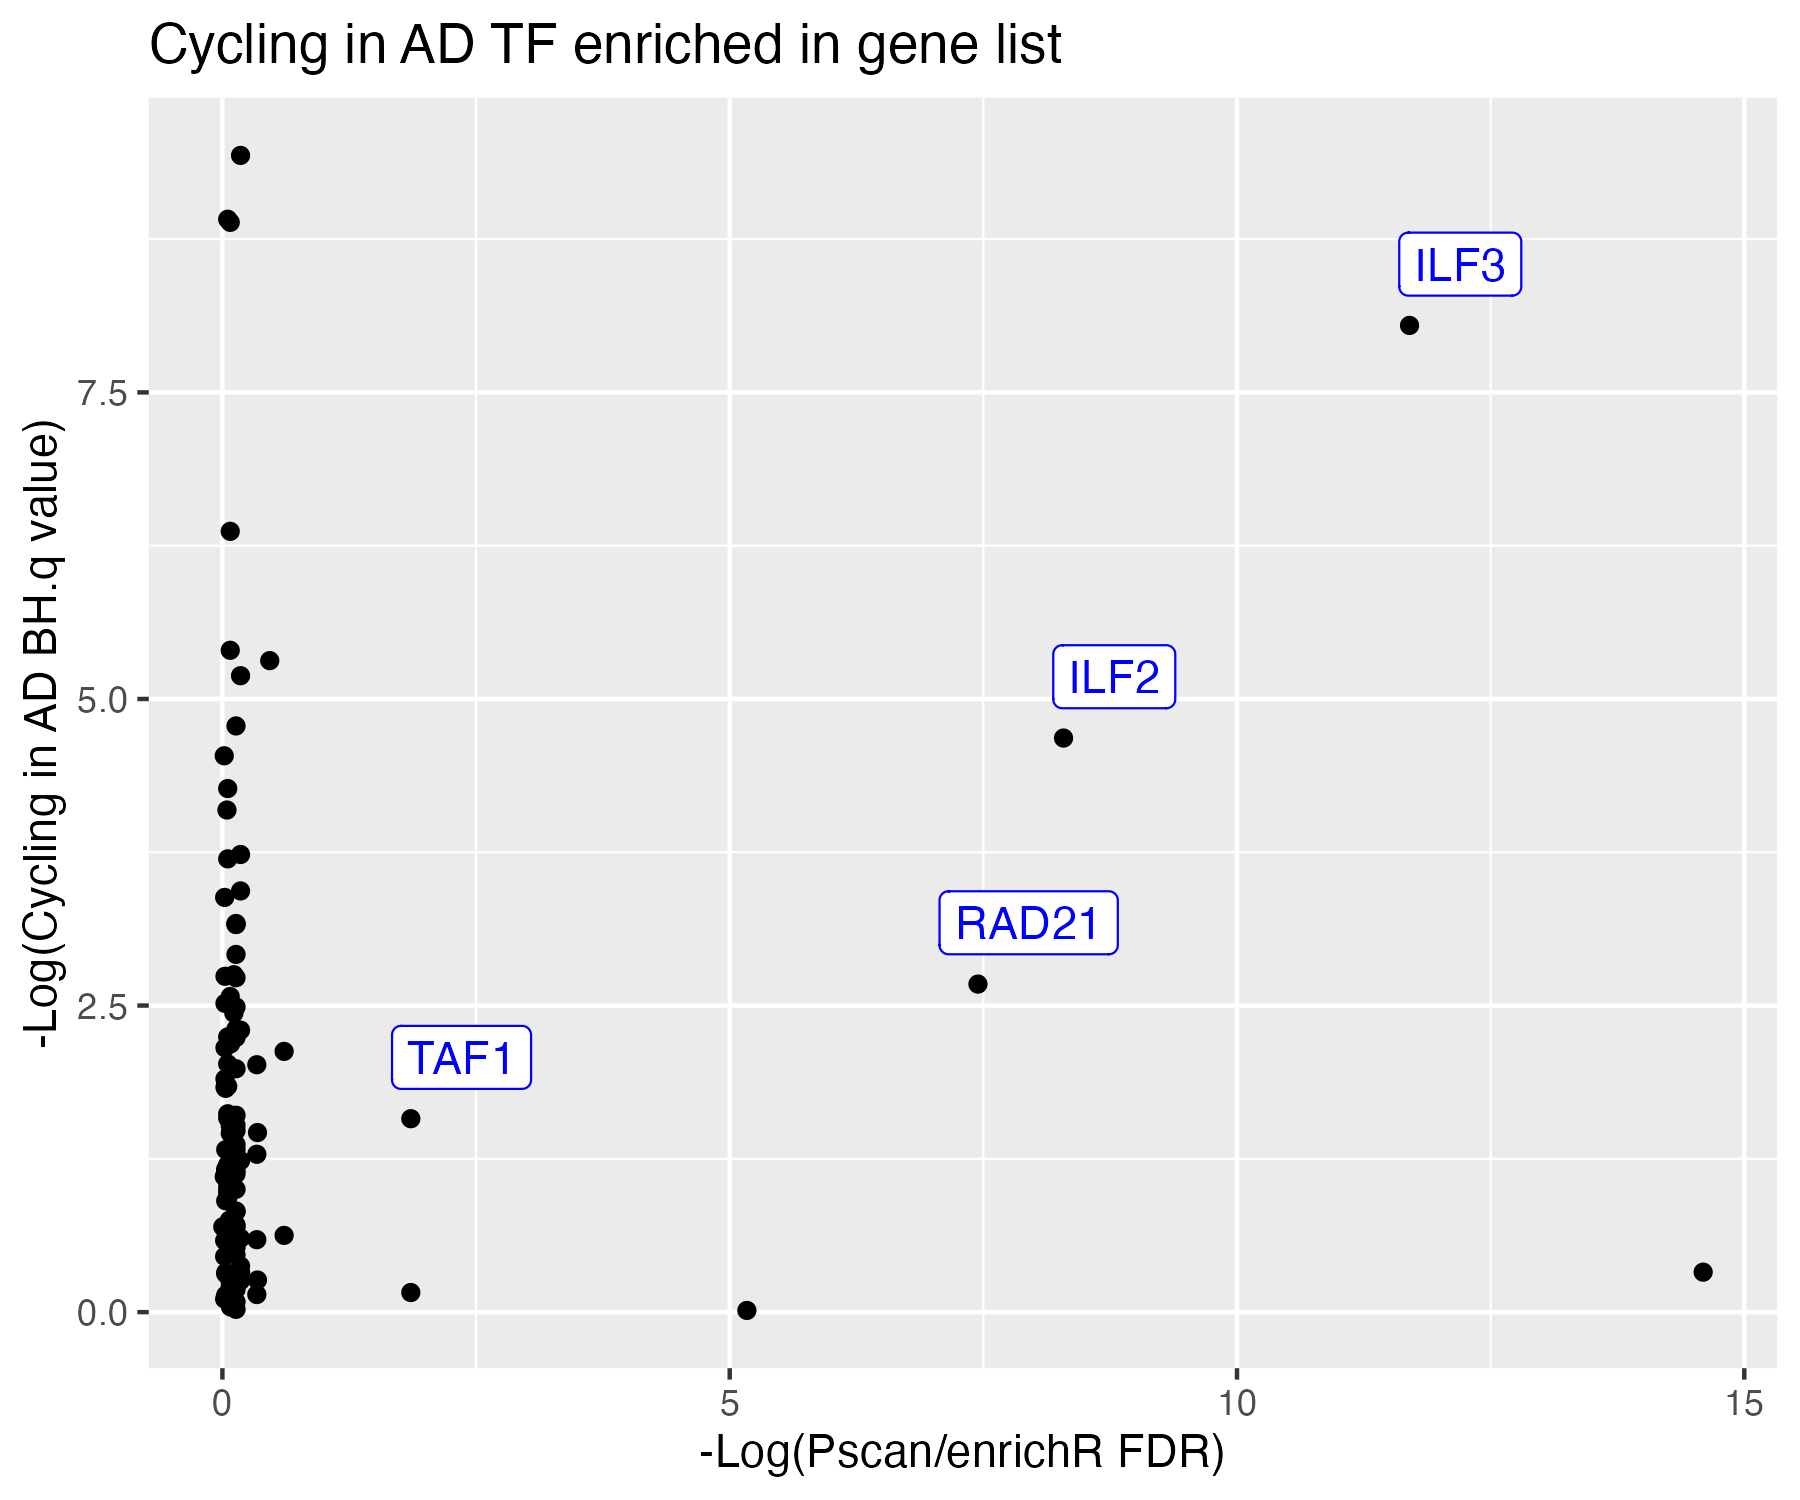 Cycling in AD TF enriched in gene list
ILF3
7.5
ILF2
5.0
RAD21
2.5
TAF1
0.0
0 5 10 15
-Log(Pscan/enrichR FDR)
-Log(Cycling in AD BH.q value)